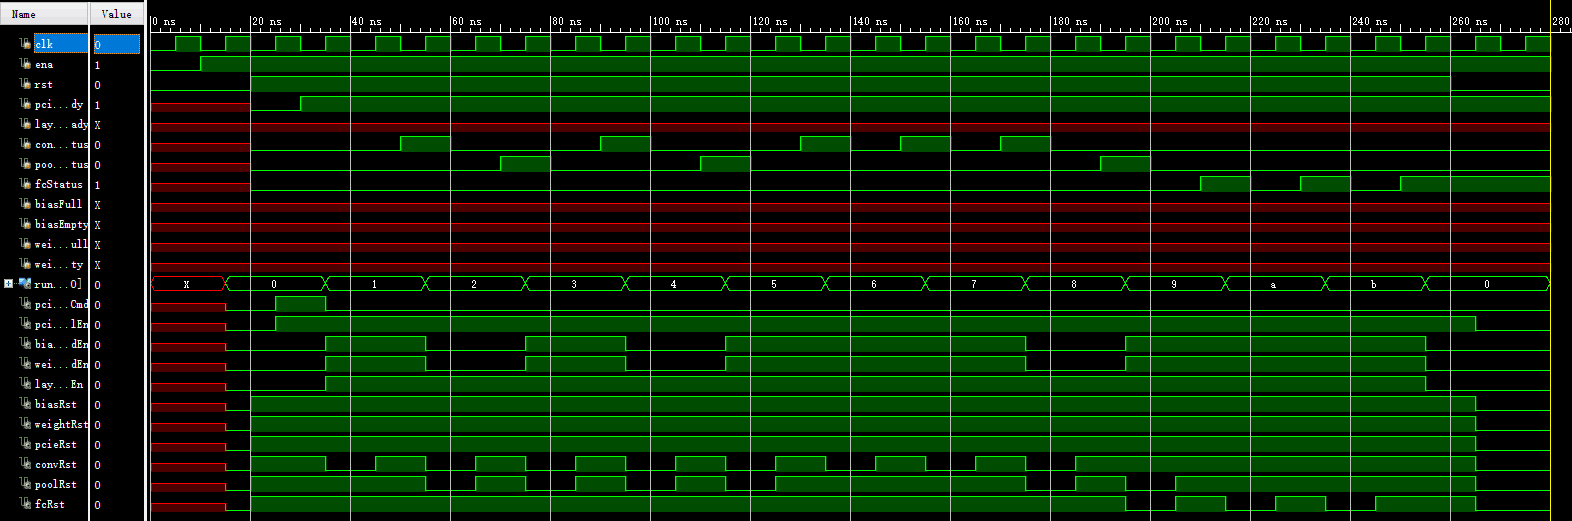 Name Value 0 ns 20 ns 40 ns 60 ns 80 ns 100 ns 120 ns 140 ns 160 ns 180 ns 200 ns 220 ns 240 ns 260 ns 280
clk 0
ena 1
rst 0
pci...dy 1
lay...ady X
con...tus 0
poo...tus 0
fcStatus 1
biasFull X
biasEmpty X
wei...ull X
wei...ty X
run...0] 0 X 0 1 2 3 4 5 6 7 8 9 a b 0
pci...Cmd 0
pci...lEn 0
bia...dEn 0
wei...dEn 0
lay...En 0
biasRst 0
weightRst 0
pcieRst 0
convRst 0
poolRst 0
fcRst 0